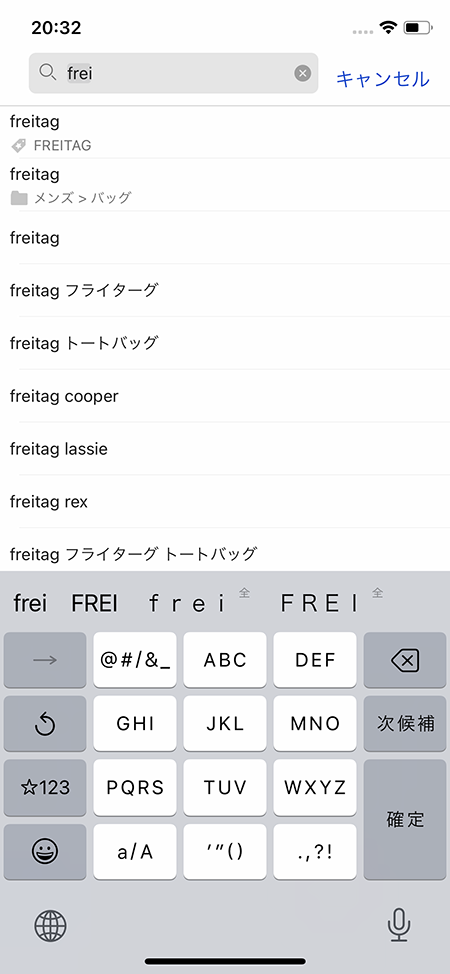 20:32
frei
キャンセル
freitag
FREITAG
freitag
メンズ > バッグ
freitag
freitag フライターグ
freitag トートバッグ
freitag cooper
freitag lassie
freitag rex
freitag フライターグ トートバッグ
frei FREI ｆｒｅｉ 全 ＦＲＥＩ 全
→ @#/&_ ABC DEF
GHI JKL MNO 次候補
☆123 PQRS TUV WXYZ 確定
a/A ’”() .,?!